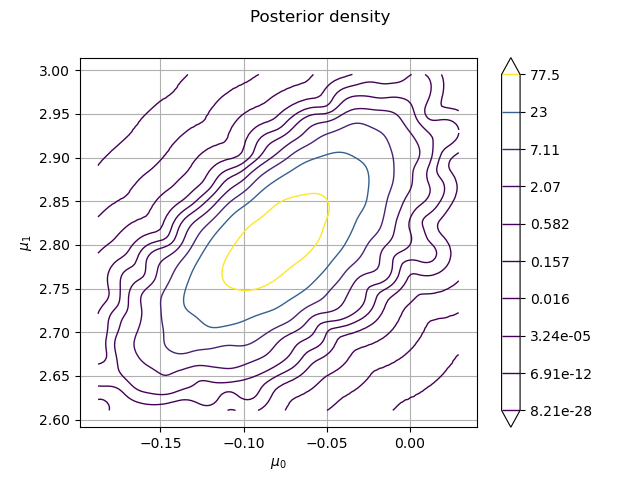 Posterior density
3.00
2.95
2.90
2.85
2.80
2.75
2.70
2.65
2.60
μ1
−0.15 −0.10 −0.05 0.00
μ0
77.5
23
7.11
2.07
0.582
0.157
0.016
3.24e-05
6.91e-12
8.21e-28